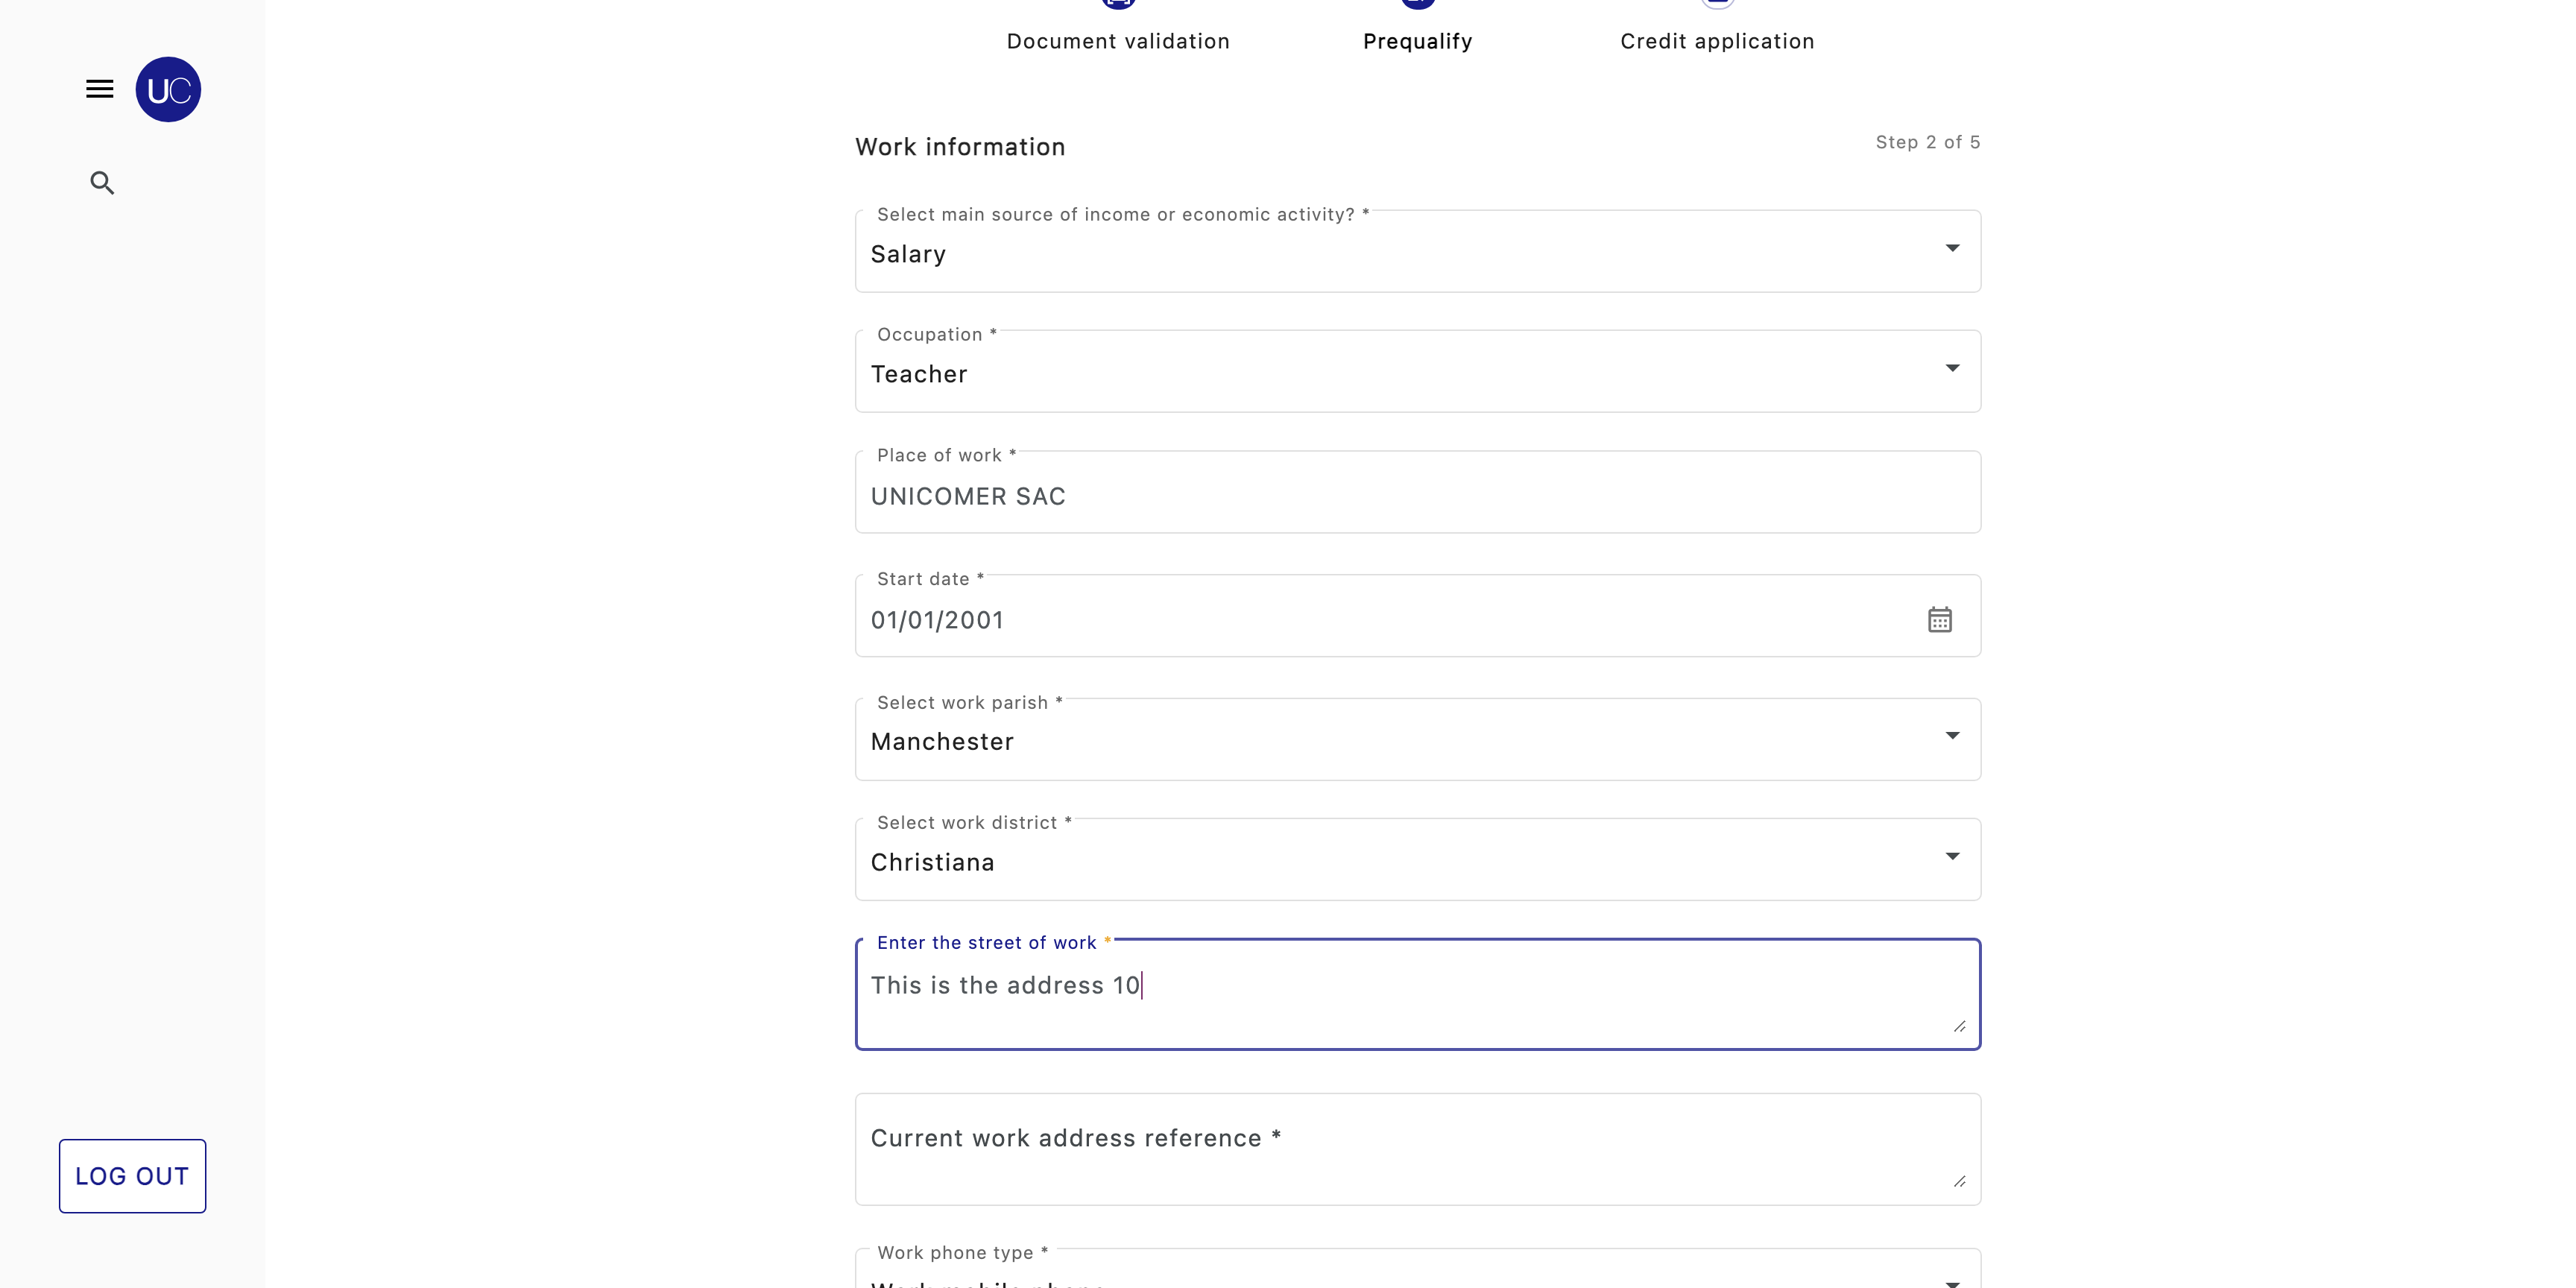 Document validation
Prequalify
Credit application
UC
Work information
Step 2 of 5
Select main source of income or economic activity? *
Salary
Occupation *
Teacher
Place of work *
UNICOMER SAC
Start date *
01/01/2001
Select work parish *
Manchester
Select work district *
Christiana
Enter the street of work *
This is the address 10
Current work address reference *
LOG OUT
Work phone type *
Work mobile phone